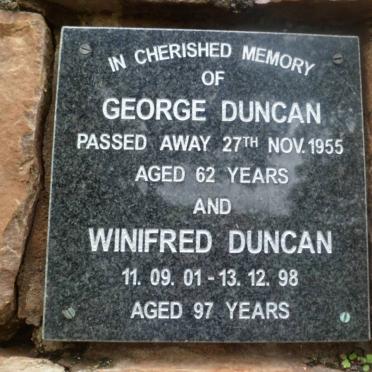 IN CHERISHED MEMORY
OF
GEORGE DUNCAN
PASSED AWAY 27TH NOV. 1955
AGED 62 YEARS
AND
WINIFRED DUNCAN
11. 09. 01 - 13. 12. 98
AGED 97 YEARS